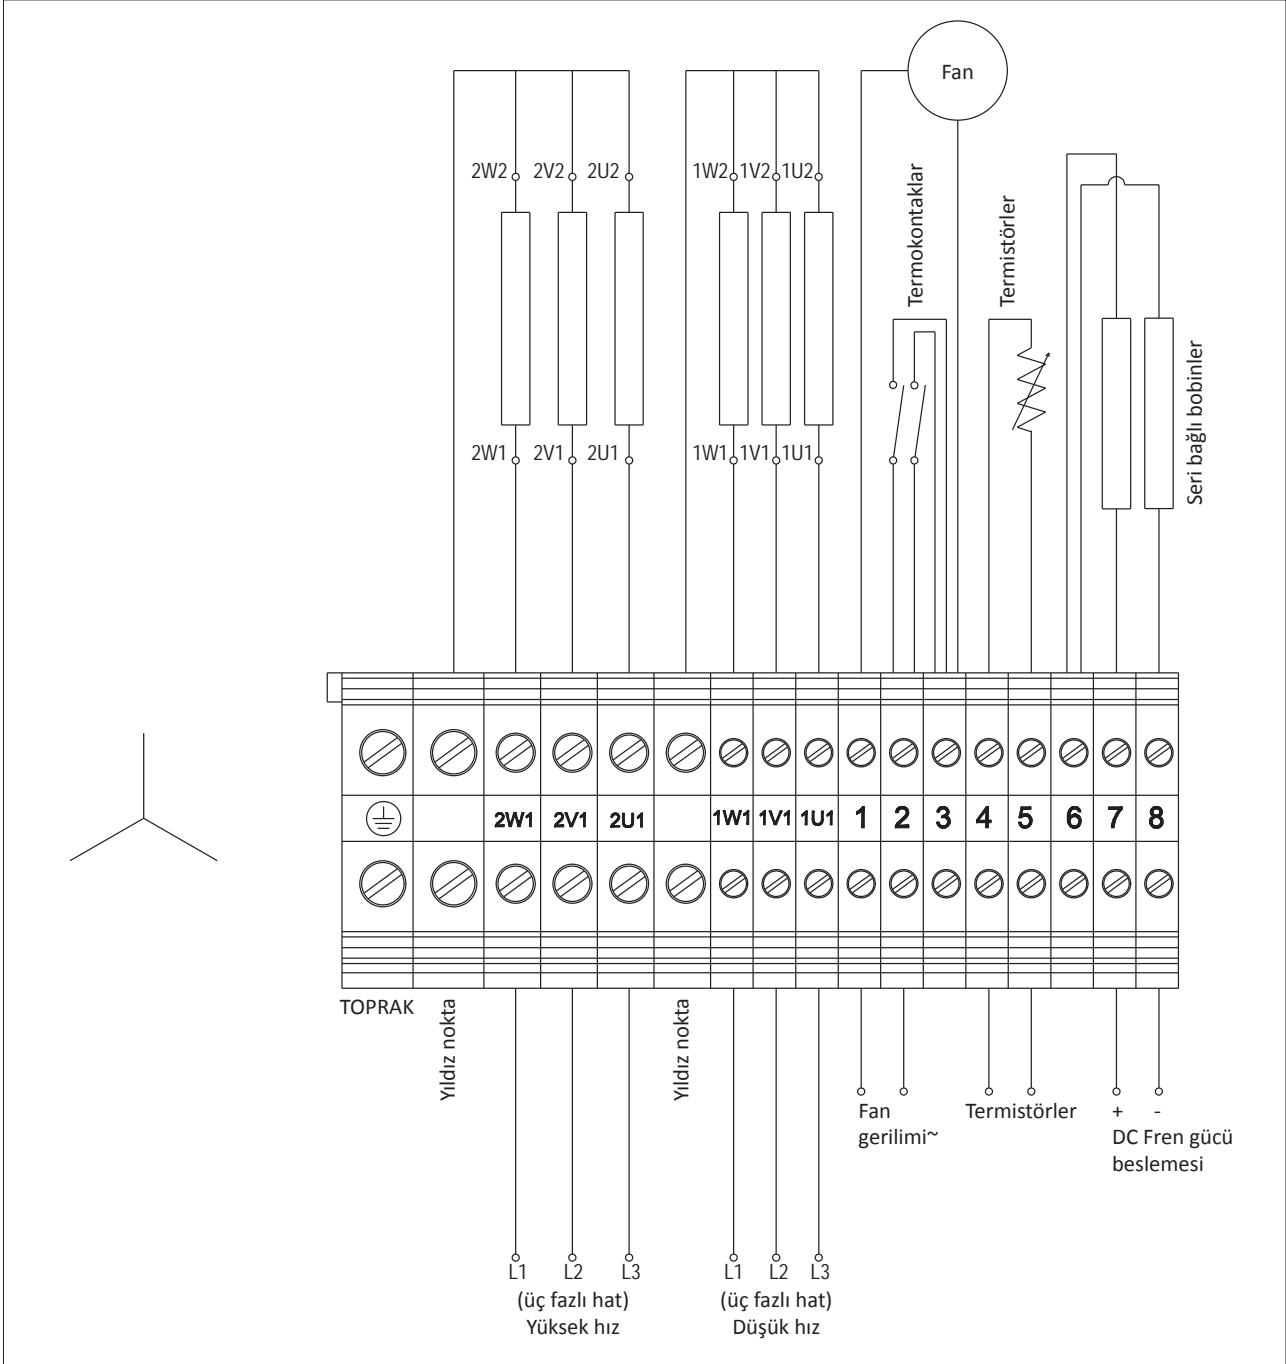 Fan
2W2 2V2 2U2 1W2 1V2 1U2
Termokontaklar
Termistörler
Seri bağlı bobinler
2W1 2V1 2U1 1W1 1V1 1U1
2W1 2V1 2U1 1W1 1V1 1U1 1 2 3 4 5 6 7 8
TOPRAK
Yıldız nokta
Yıldız nokta
Fan
gerilimi~
Termistörler
+ -
DC Fren gücü
beslemesi
L1 L2 L3
(üç fazlı hat)
Yüksek hız
L1 L2 L3
(üç fazlı hat)
Düşük hız